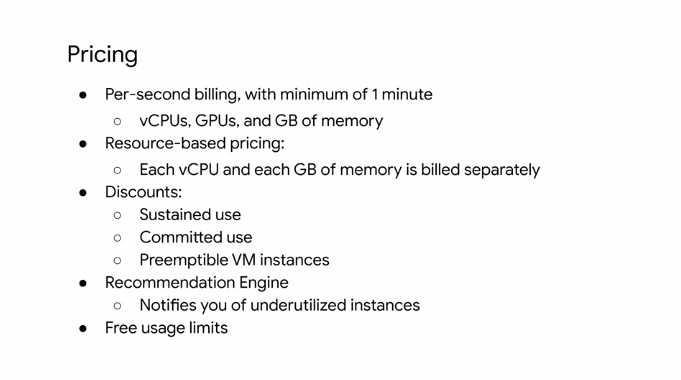 Pricing
● Per-second billing, with minimum of 1 minute
○ vCPUs, GPUs, and GB of memory
● Resource-based pricing:
○ Each vCPU and each GB of memory is billed separately
● Discounts:
○ Sustained use
○ Committed use
○ Preemptible VM instances
● Recommendation Engine
○ Notifies you of underutilized instances
● Free usage limits